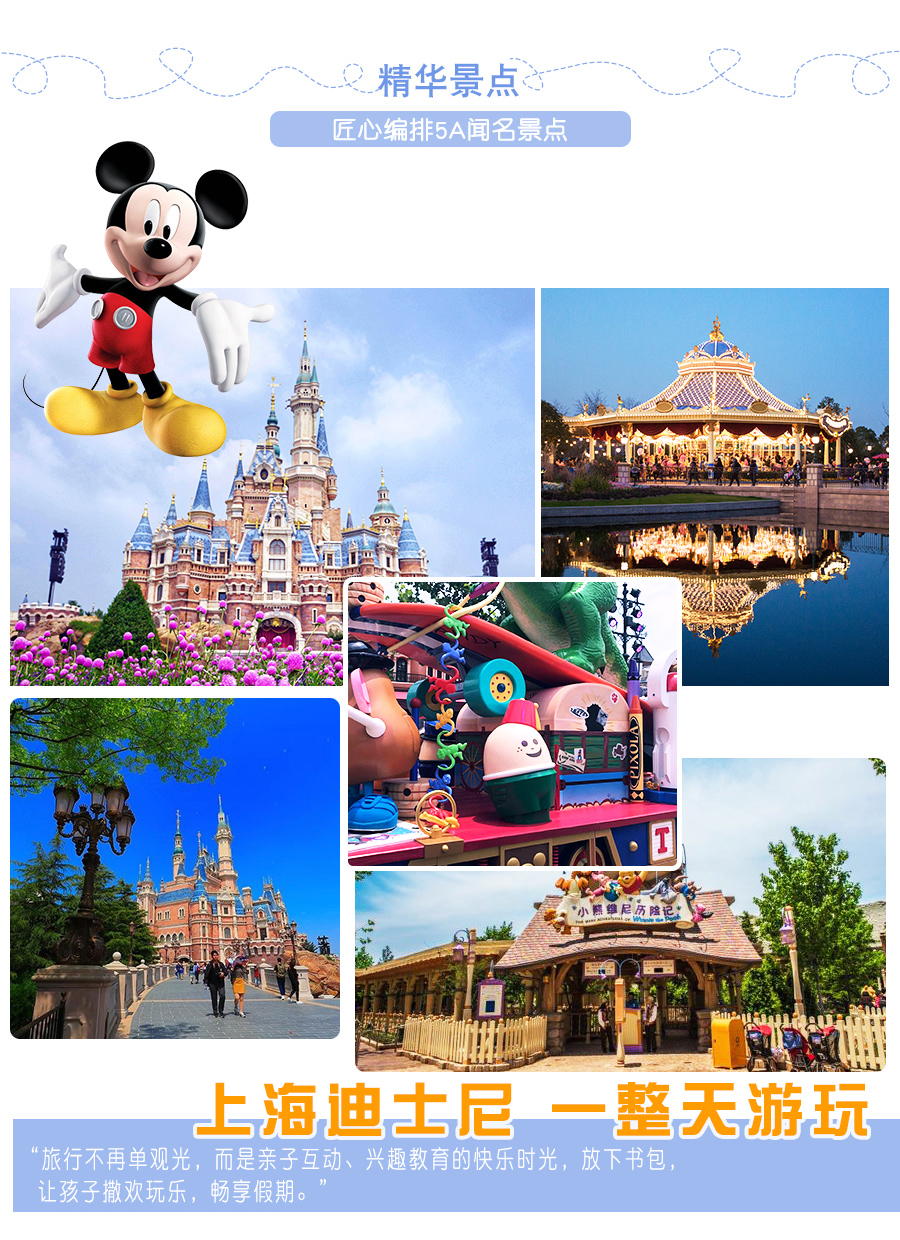 精华景点
匠心编排5A闻名景点
PIXOLA
T
小熊维尼历险记
THE MANY ADVENTURES OF Winnie the Pooh
上海迪士尼 一整天游玩
“旅行不再单观光，而是亲子互动、兴趣教育的快乐时光，放下书包，
让孩子撒欢玩乐，畅享假期。”